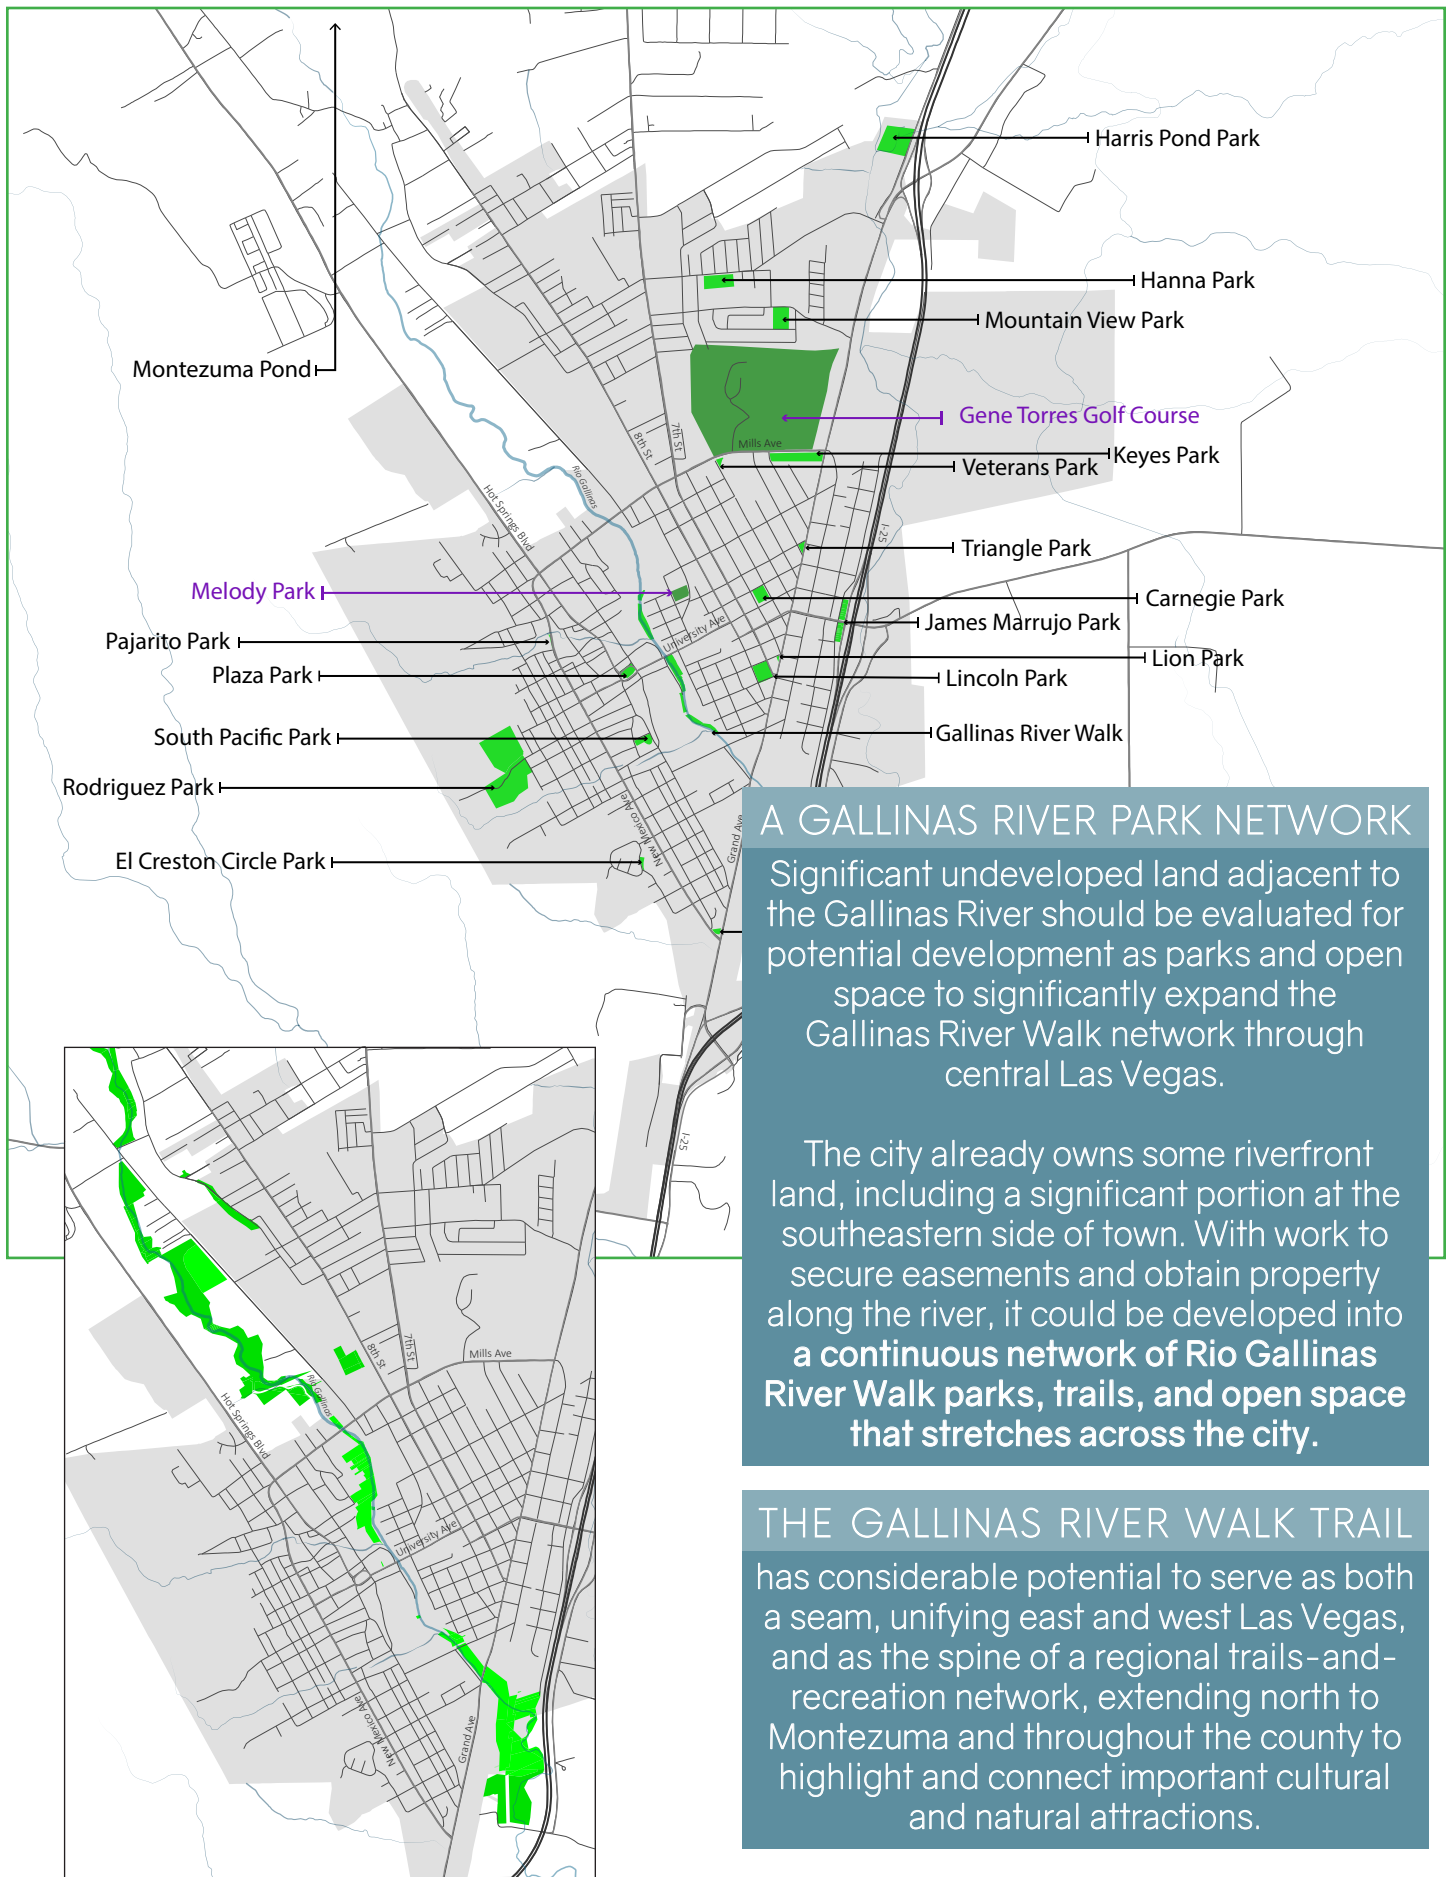 Harris Pond Park
Hanna Park
Mountain View Park
Montezuma Pond
Gene Torres Golf Course
7th St
8th St
Mills Ave
Keyes Park
Veterans Park
Rio Gallinas
Hot Springs Blvd
I-25
Triangle Park
Melody Park
Carnegie Park
James Marrujo Park
University Ave
Pajarito Park
Lion Park
Plaza Park
Lincoln Park
South Pacific Park
Gallinas River Walk
Rodriguez Park
New Mexico Ave
Grand Ave
El Creston Circle Park
I-25
A GALLINAS RIVER PARK NETWORK
Significant undeveloped land adjacent to
the Gallinas River should be evaluated for
potential development as parks and open
space to significantly expand the
Gallinas River Walk network through
central Las Vegas.
The city already owns some riverfront
land, including a significant portion at the
southeastern side of town. With work to
secure easements and obtain property
along the river, it could be developed into
a continuous network of Rio Gallinas
River Walk parks, trails, and open space
that stretches across the city.
8th St
7th St
Mills Ave
Rio Gallinas
Hot Springs Blvd
University Ave
New Mexico Ave
Grand Ave
THE GALLINAS RIVER WALK TRAIL
has considerable potential to serve as both
a seam, unifying east and west Las Vegas,
and as the spine of a regional trails-and-
recreation network, extending north to
Montezuma and throughout the county to
highlight and connect important cultural
and natural attractions.